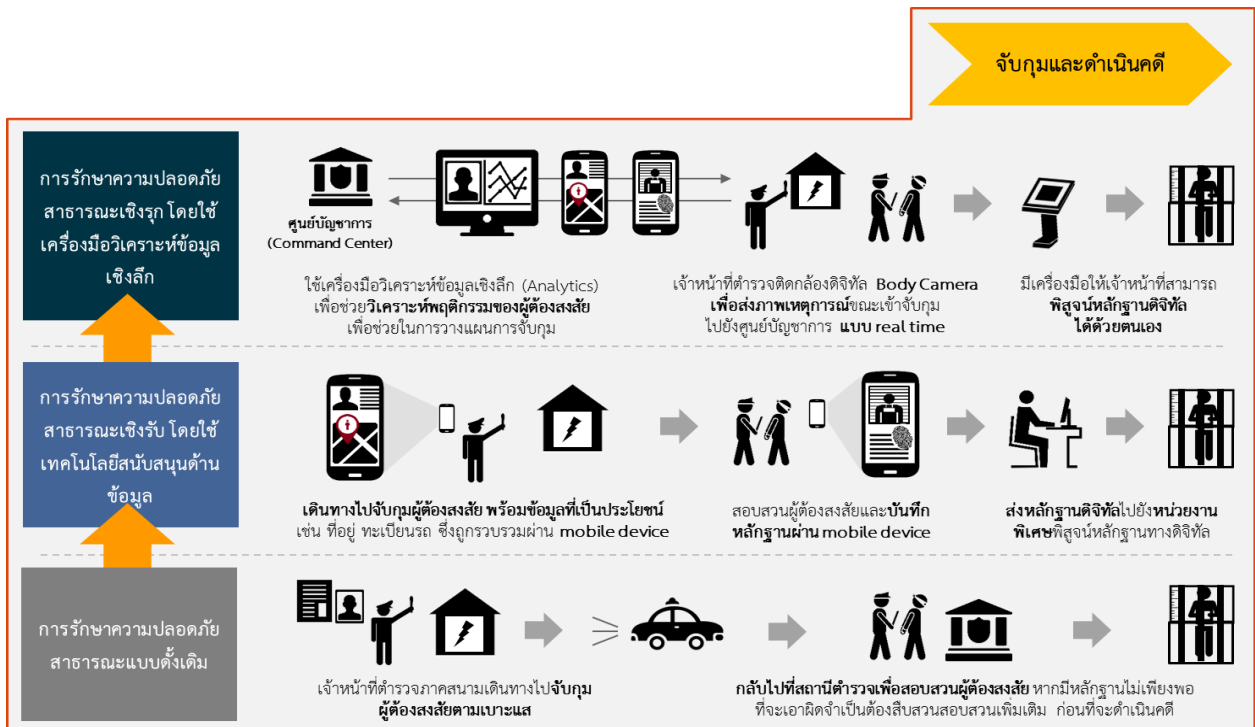 จับกุมและดำเนินคดี
การรักษาความปลอดภัย
สาธารณะเชิงรุก โดยใช้
เครื่องมือวิเคราะห์ข้อมูล
เชิงลึก
ศูนย์บัญชาการ
(Command Center)
ใช้เครื่องมือวิเคราะห์ข้อมูลเชิงลึก (Analytics)
เพื่อช่วยวิเคราะห์พฤติกรรมของผู้ต้องสงสัย
เพื่อช่วยในการวางแผนการจับกุม
เจ้าหน้าที่ตำรวจติดกล้องดิจิทัล Body Camera
เพื่อส่งภาพเหตุการณ์ขณะเข้าจับกุม
ไปยังศูนย์บัญชาการ แบบ real time
มีเครื่องมือให้เจ้าหน้าที่สามารถ
พิสูจน์หลักฐานดิจิทัล
ได้ด้วยตนเอง
การรักษาความปลอดภัย
สาธารณะเชิงรับ โดยใช้
เทคโนโลยีสนับสนุนด้าน
ข้อมูล
เดินทางไปจับกุมผู้ต้องสงสัย พร้อมข้อมูลที่เป็นประโยชน์
เช่น ที่อยู่ ทะเบียนรถ ซึ่งถูกรวบรวมผ่าน mobile device
สอบสวนผู้ต้องสงสัยและบันทึก
หลักฐานผ่าน mobile device
ส่งหลักฐานดิจิทัลไปยังหน่วยงาน
พิเศษพิสูจน์หลักฐานทางดิจิทัล
การรักษาความปลอดภัย
สาธารณะแบบดั้งเดิม
เจ้าหน้าที่ตำรวจภาคสนามเดินทางไปจับกุม
ผู้ต้องสงสัยตามเบาะแส
กลับไปที่สถานีตำรวจเพื่อสอบสวนผู้ต้องสงสัย หากมีหลักฐานไม่เพียงพอ
ที่จะเอาผิดจำเป็นต้องสืบสวนสอบสวนเพิ่มเติม ก่อนที่จะดำเนินคดี